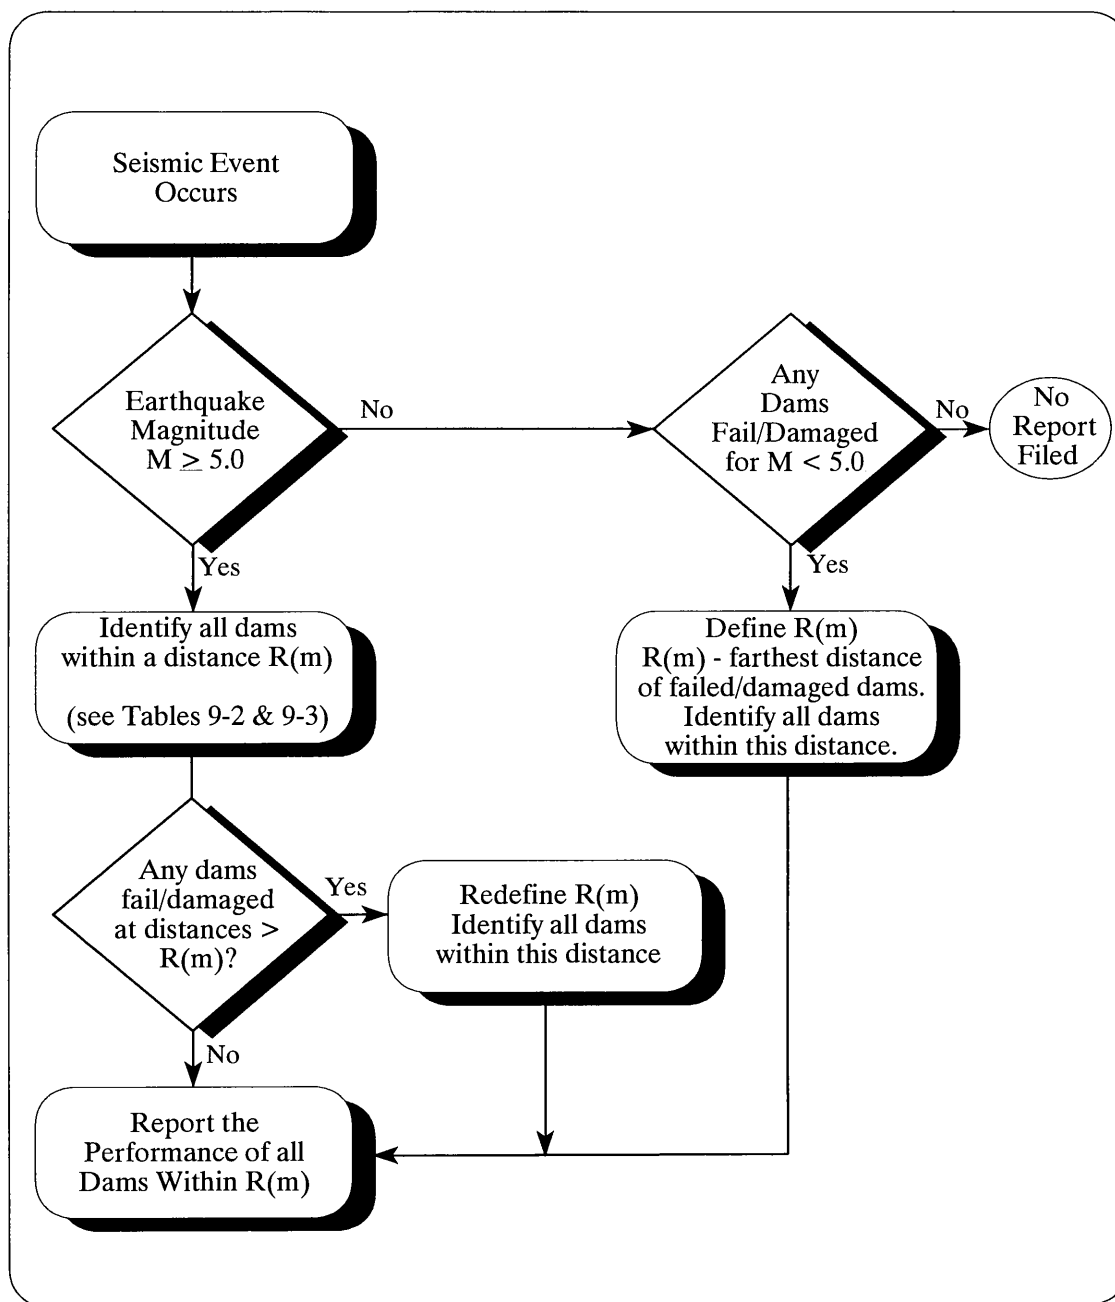 Seismic Event
Occurs
Earthquake
Magnitude
M ≥ 5.0
No
Any
Dams
Fail/Damaged
for M < 5.0
No
No
Report
Filed
Yes
Yes
Identify all dams
within a distance R(m)
(see Tables 9-2 & 9-3)
Define R(m)
R(m) - farthest distance
of failed/damaged dams.
Identify all dams
within this distance.
Any dams
fail/damaged
at distances >
R(m)?
Yes
Redefine R(m)
Identify all dams
within this distance
No
Report the
Performance of all
Dams Within R(m)